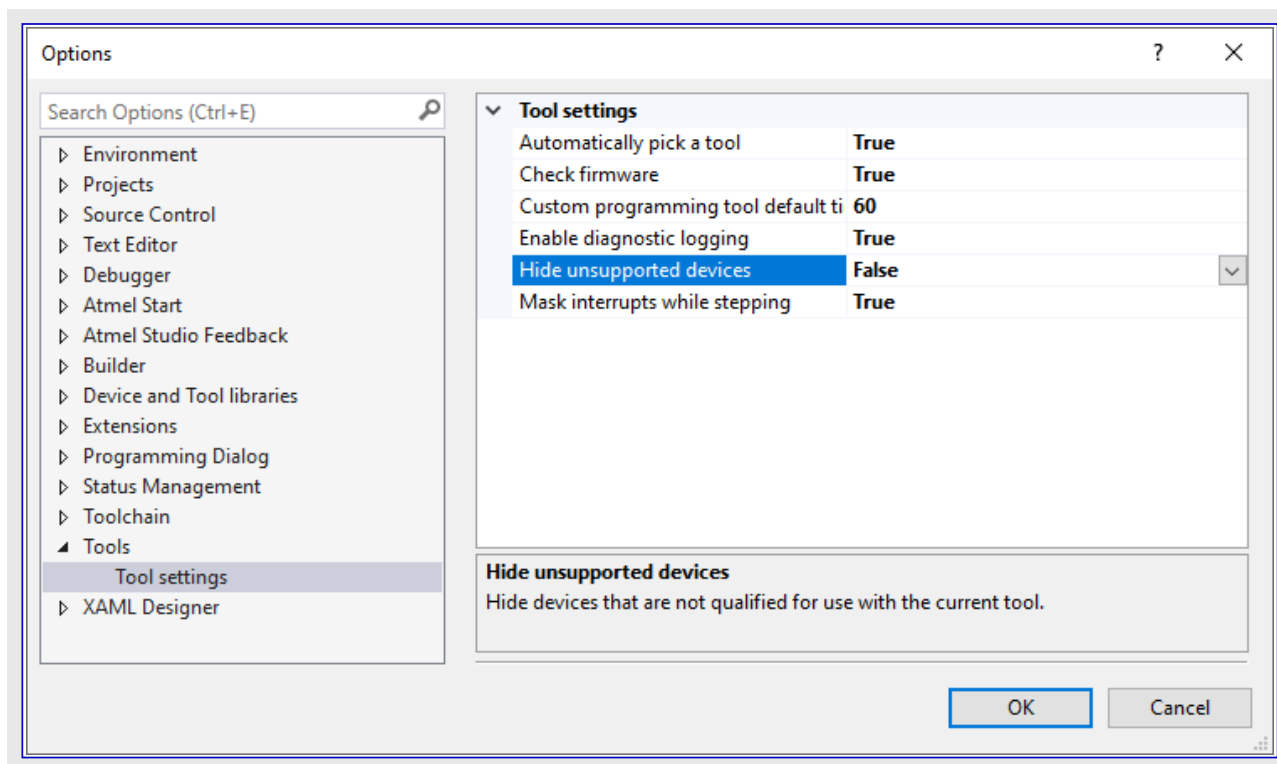 Options
?
Search Options (Ctrl+E)
Environment
Projects
Source Control
Text Editor
Debugger
Atmel Start
Atmel Studio Feedback
Builder
Device and Tool libraries
Extensions
Programming Dialog
Status Management
Toolchain
Tools
Tool settings
XAML Designer
Tool settings
Automatically pick a tool True
Check firmware True
Custom programming tool default ti 60
Enable diagnostic logging True
Hide unsupported devices False
Mask interrupts while stepping True
Hide unsupported devices
Hide devices that are not qualified for use with the current tool.
OK Cancel